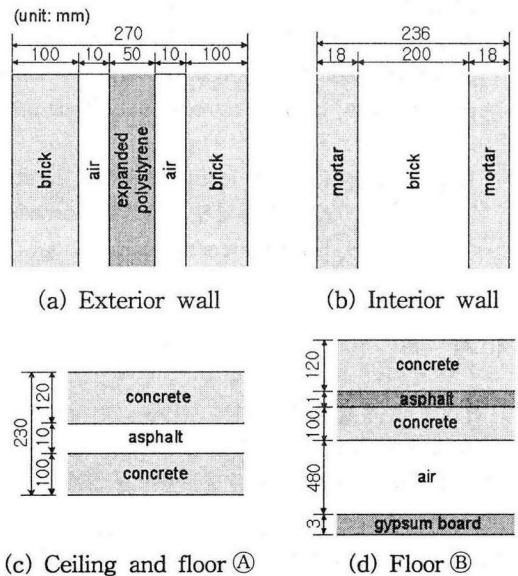 (unit: mm)
270
100 10 50 10 100
brick
air
expanded
polystyrene
air
brick
(a) Exterior wall
236
18 200 18
mortar
brick
mortar
(b) Interior wall
230
120
10
100
concrete
asphalt
concrete
(c) Ceiling and floor Ⓐ
120
1
100
480
3
concrete
asphalt
concrete
air
gypsum board
(d) Floor Ⓑ